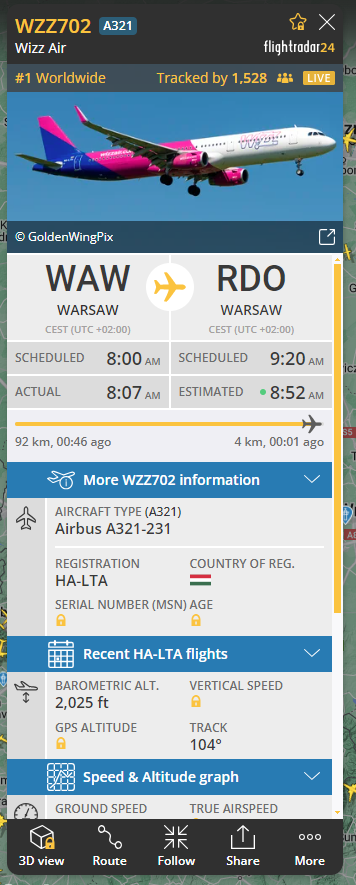 WZZ702 A321
Wizz Air
flightradar24
#1 Worldwide Tracked by 1,528 LIVE
© GoldenWingPix
WAW RDO
WARSAW WARSAW
CEST (UTC +02:00) CEST (UTC +02:00)
SCHEDULED 8:00 AM SCHEDULED 9:20 AM
ACTUAL 8:07 AM ESTIMATED 8:52 AM
92 km, 00:46 ago 4 km, 00:01 ago
More WZZ702 information
AIRCRAFT TYPE (A321)
Airbus A321-231
REGISTRATION COUNTRY OF REG.
HA-LTA
SERIAL NUMBER (MSN) AGE
Recent HA-LTA flights
BAROMETRIC ALT. VERTICAL SPEED
2,025 ft
GPS ALTITUDE TRACK
104°
Speed & Altitude graph
GROUND SPEED TRUE AIRSPEED
3D view Route Follow Share More